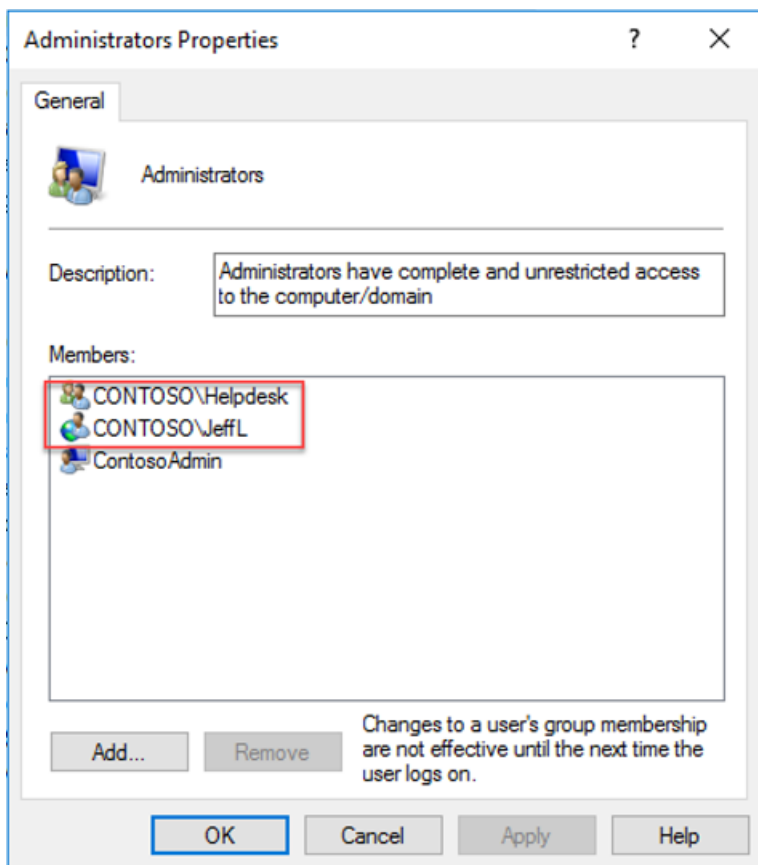 Administrators Properties
?
General
Administrators
Description:
Administrators have complete and unrestricted access
to the computer/domain
Members:
CONTOSO\Helpdesk
CONTOSO\JeffL
ContosoAdmin
Add...
Remove
Changes to a user's group membership
are not effective until the next time the
user logs on.
OK
Cancel
Apply
Help